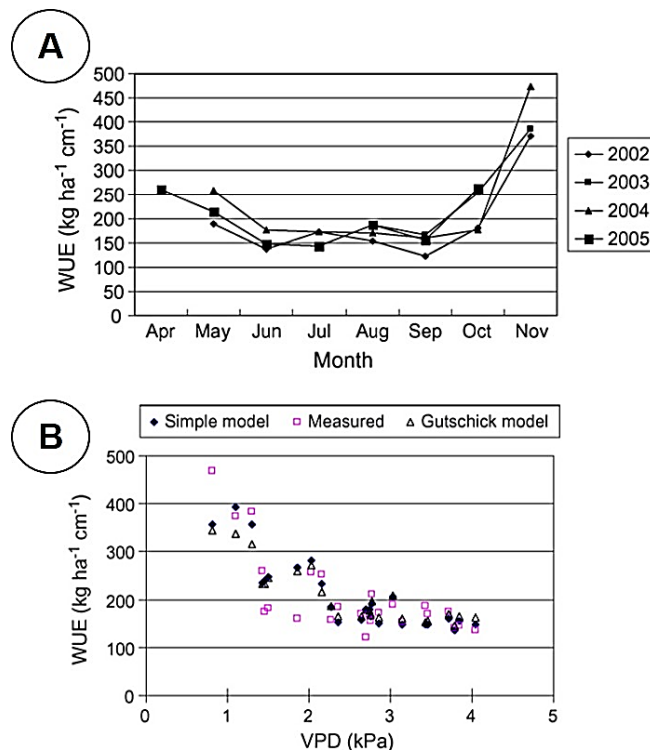 A
WUE (kg ha⁻¹ cm⁻¹)
500
450
400
350
300
250
200
150
100
50
0
Apr May Jun Jul Aug Sep Oct Nov
Month
2002
2003
2004
2005
B
Simple model Measured Gutschick model
WUE (kg ha⁻¹ cm⁻¹)
500
400
300
200
100
0
0 1 2 3 4 5
VPD (kPa)